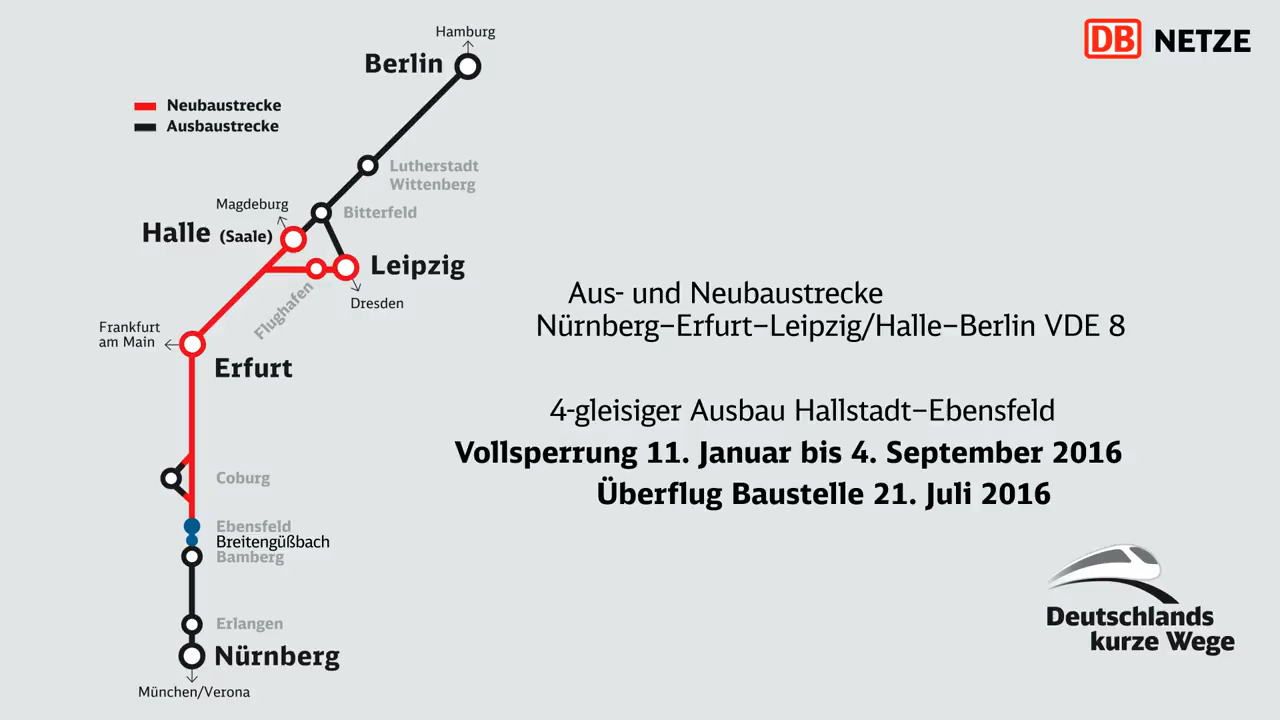 Hamburg
Berlin
DB NETZE
Neubaustrecke
Ausbaustrecke
Lutherstadt
Wittenberg
Magdeburg
Bitterfeld
Halle (Saale)
Leipzig
Flughafen
Dresden
Frankfurt
am Main
Erfurt
Aus- und Neubaustrecke
Nürnberg–Erfurt–Leipzig/Halle–Berlin VDE 8
4-gleisiger Ausbau Hallstadt–Ebensfeld
Vollsperrung 11. Januar bis 4. September 2016
Überflug Baustelle 21. Juli 2016
Coburg
Ebensfeld
Breitengüßbach
Bamberg
Erlangen
Nürnberg
München/Verona
Deutschlands
kurze Wege